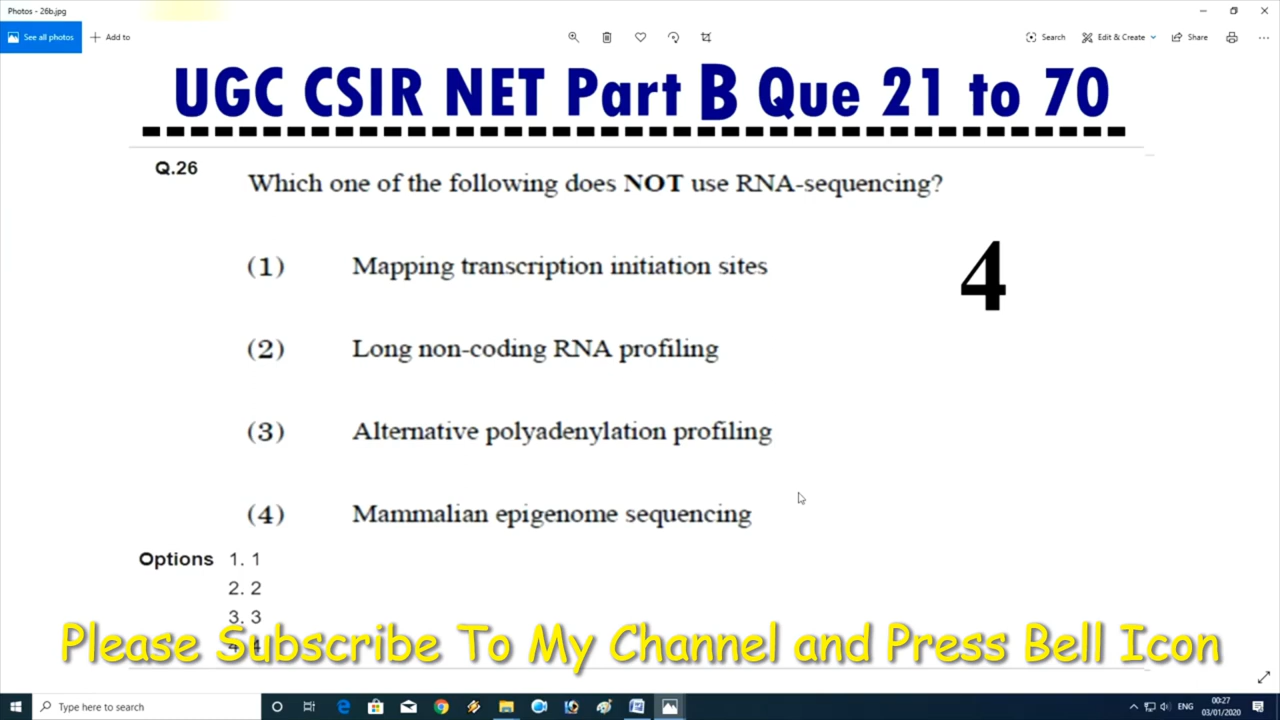 Photos - 26b.jpg
See all photos
Add to
Search
Edit & Create
Share
UGC CSIR NET Part B Que 21 to 70
Q.26
Which one of the following does NOT use RNA-sequencing?
(1) Mapping transcription initiation sites
4
(2) Long non-coding RNA profiling
(3) Alternative polyadenylation profiling
(4) Mammalian epigenome sequencing
Options 1. 1
2. 2
3. 3
Please Subscribe To My Channel and Press Bell Icon
Type here to search
ENG
00:27
03/01/2020